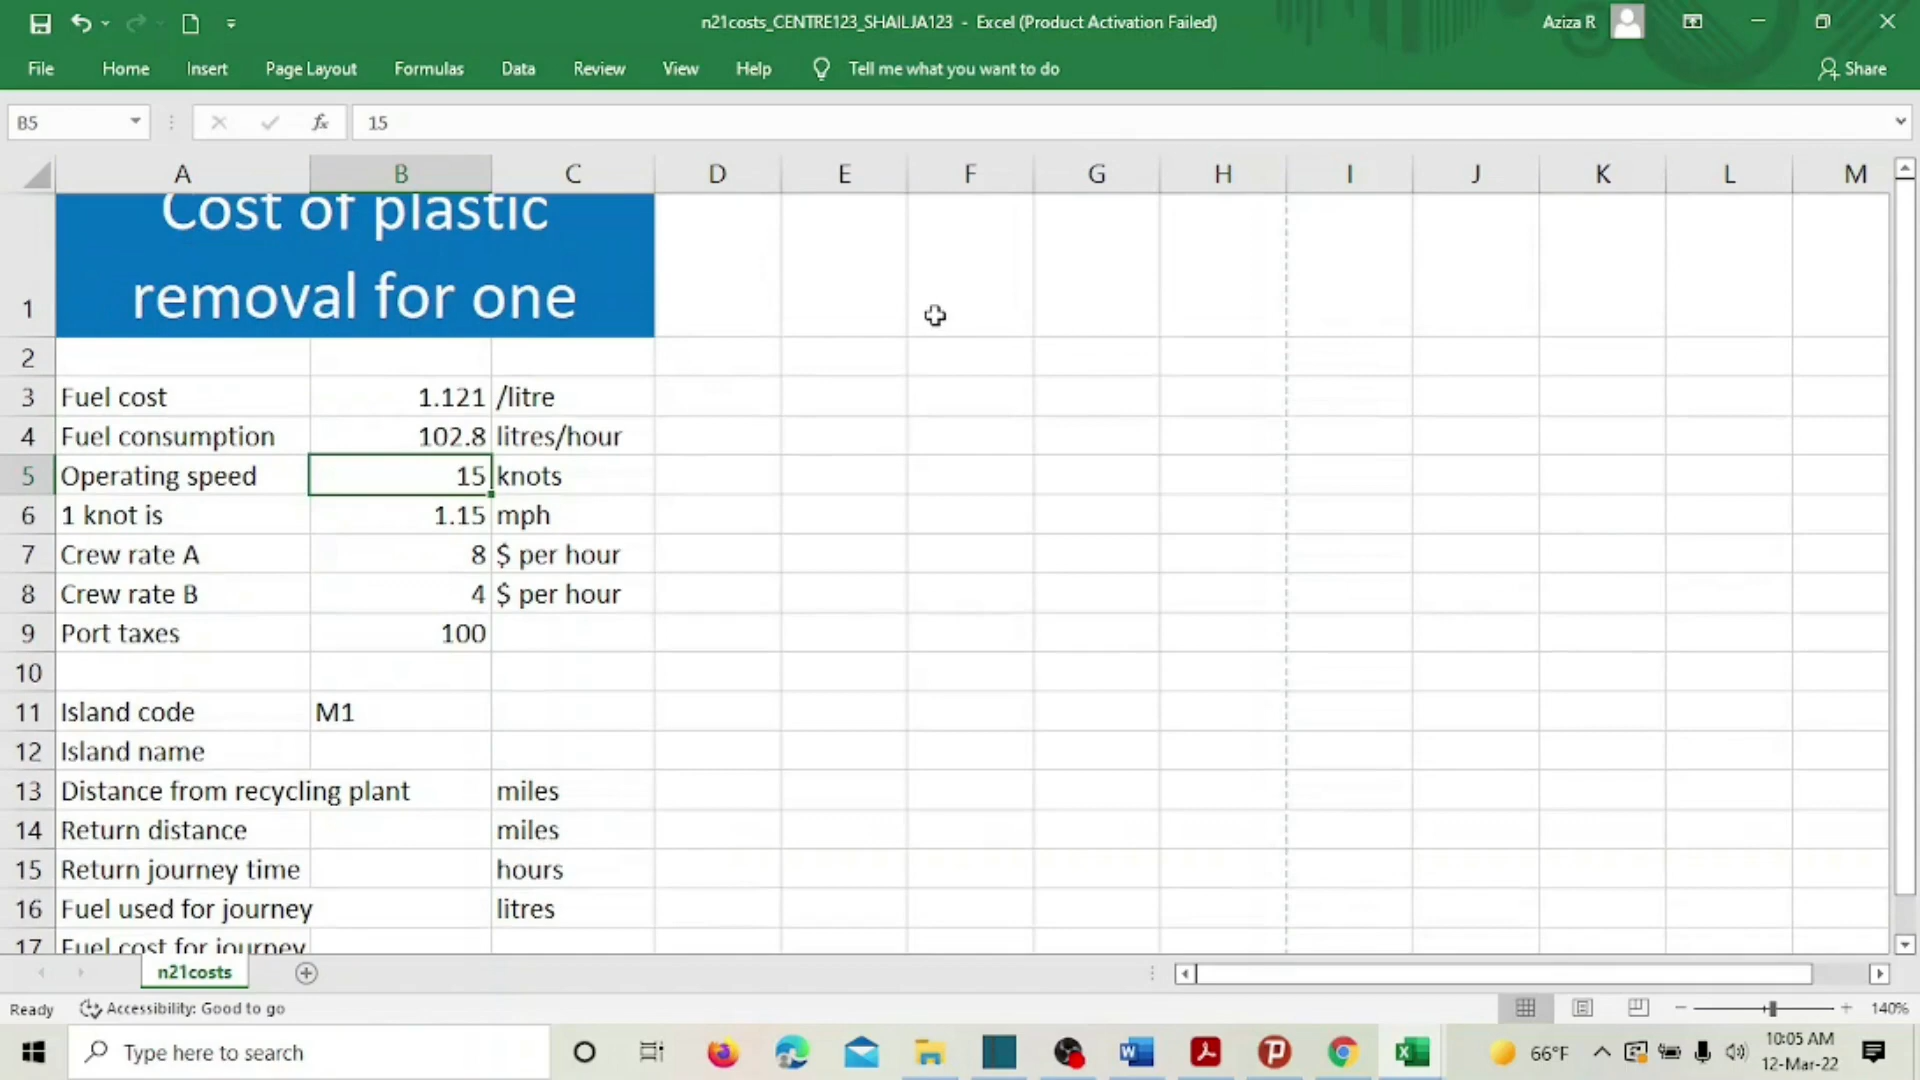 n21costs_CENTRE123_SHAILJA123 - Excel (Product Activation Failed)
Aziza R
File Home Insert Page Layout Formulas Data Review View Help Tell me what you want to do Share
B5 fx 15
A B C D E F G H I J K L M
1 Cost of plastic
removal for one
2
3 Fuel cost 1.121 /litre
4 Fuel consumption 102.8 litres/hour
5 Operating speed 15 knots
6 1 knot is 1.15 mph
7 Crew rate A 8 $ per hour
8 Crew rate B 4 $ per hour
9 Port taxes 100
10
11 Island code M1
12 Island name
13 Distance from recycling plant miles
14 Return distance miles
15 Return journey time hours
16 Fuel used for journey litres
17 Fuel cost for journey
n21costs
Ready Accessibility: Good to go 140%
Type here to search 66°F 10:05 AM
12-Mar-22